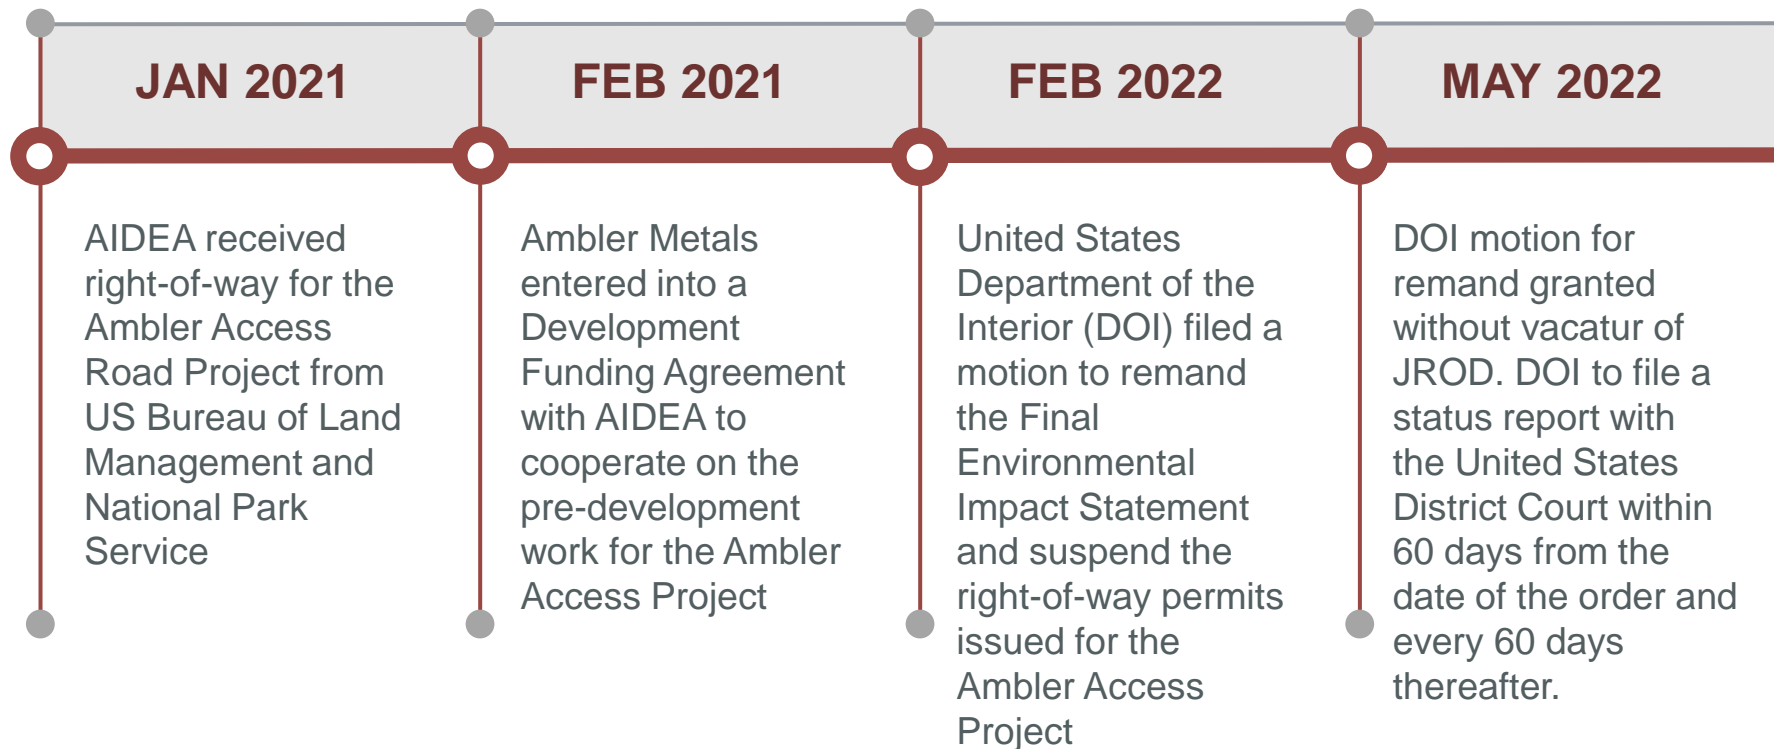 JAN 2021
AIDEA received
right-of-way for the
Ambler Access
Road Project from
US Bureau of Land
Management and
National Park
Service
FEB 2021
Ambler Metals
entered into a
Development
Funding Agreement
with AIDEA to
cooperate on the
pre-development
work for the Ambler
Access Project
FEB 2022
United States
Department of the
Interior (DOI) filed a
motion to remand
the Final
Environmental
Impact Statement
and suspend the
right-of-way permits
issued for the
Ambler Access
Project
MAY 2022
DOI motion for
remand granted
without vacatur of
JROD. DOI to file a
status report with
the United States
District Court within
60 days from the
date of the order and
every 60 days
thereafter.